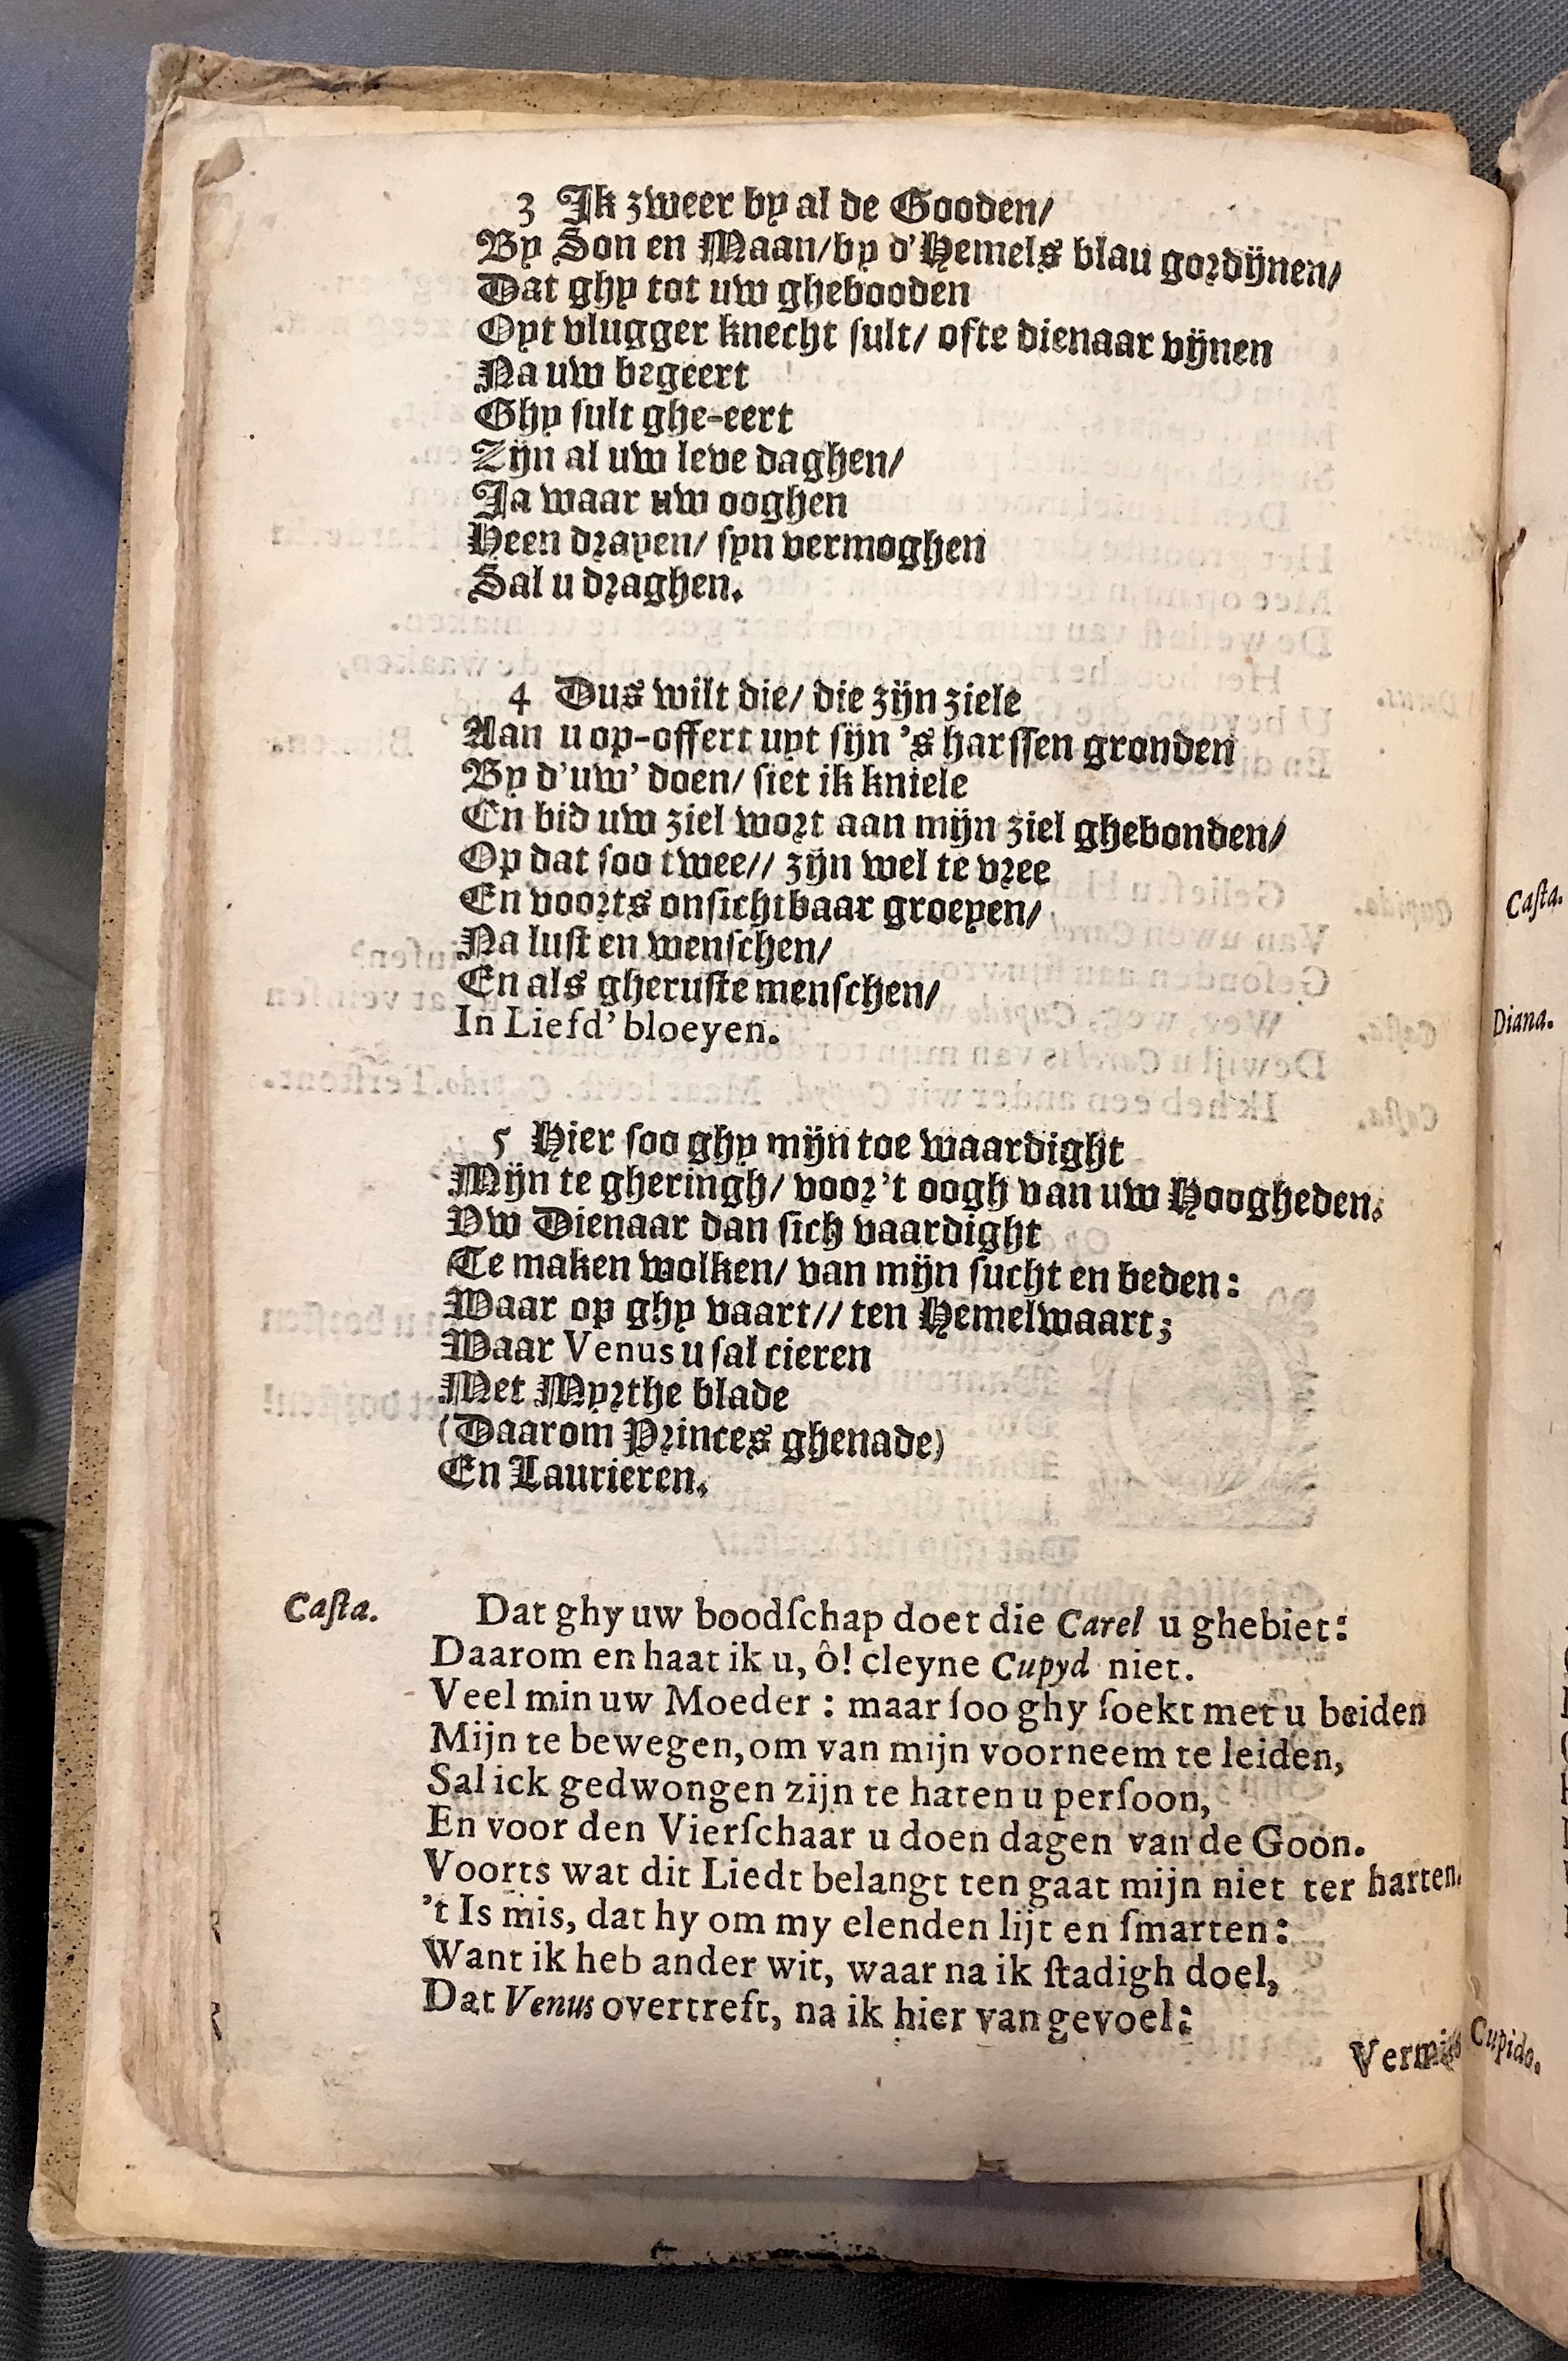 3 Ik zweer by al de Gooden/
By Son en Maan/by d'Hemels blau gordijnen/
Dat ghy tot uw ghebooden
Oyt vlugger knecht sult/ ofte dienaar vijnen
Na uw begeert
Ghy sult ghe-eert
Zijn al uw leve daghen/
Ja waar uw ooghen
Heen drayen/ syn vermoghen
Sal u draghen.
4 Dus wilt die/ die zijn ziele
Aan u op-offert uyt sijn 's harssen gronden
By d'uw' doen/ siet ik kniele
En bid uw ziel wort aan mijn ziel ghebonden/
Op dat soo twee// zijn wel te vree
En voorts onsichtbaar groeyen/
Na lust en wenschen/
En als gheruste menschen/
In Liefd' bloeyen.
5 Hier soo ghy mijn toe waardight
Mijn te gheringh/ voor 't oogh van uw Hoogheden.
Vw Dienaar dan sich vaardight
Te maken wolken/ van mijn sucht en beden:
Waar op ghy vaart// ten Hemelwaart;
Waar Venus u sal cieren
Met Myrthe blade
(Daarom Princes ghenade)
En Laurieren.
Casta. Dat ghy uw boodschap doet die Carel u ghebiet:
Daarom en haat ik u, ô! cleyne Cupyd niet.
Veel min uw Moeder : maar soo ghy soekt met u beiden
Mijn te bewegen, om van mijn voorneem te leiden,
Sal ick gedwongen zijn te haten u persoon,
En voor den Vierschaar u doen dagen van de Goon.
Voorts wat dit Liedt belangt ten gaat mijn niet ter harten.
't Is mis, dat hy om my elenden lijt en smarten:
Want ik heb ander wit, waar na ik stadigh doel,
Dat Venus overtreft, na ik hier van gevoel:
Casta.
Diana.
Cupido.